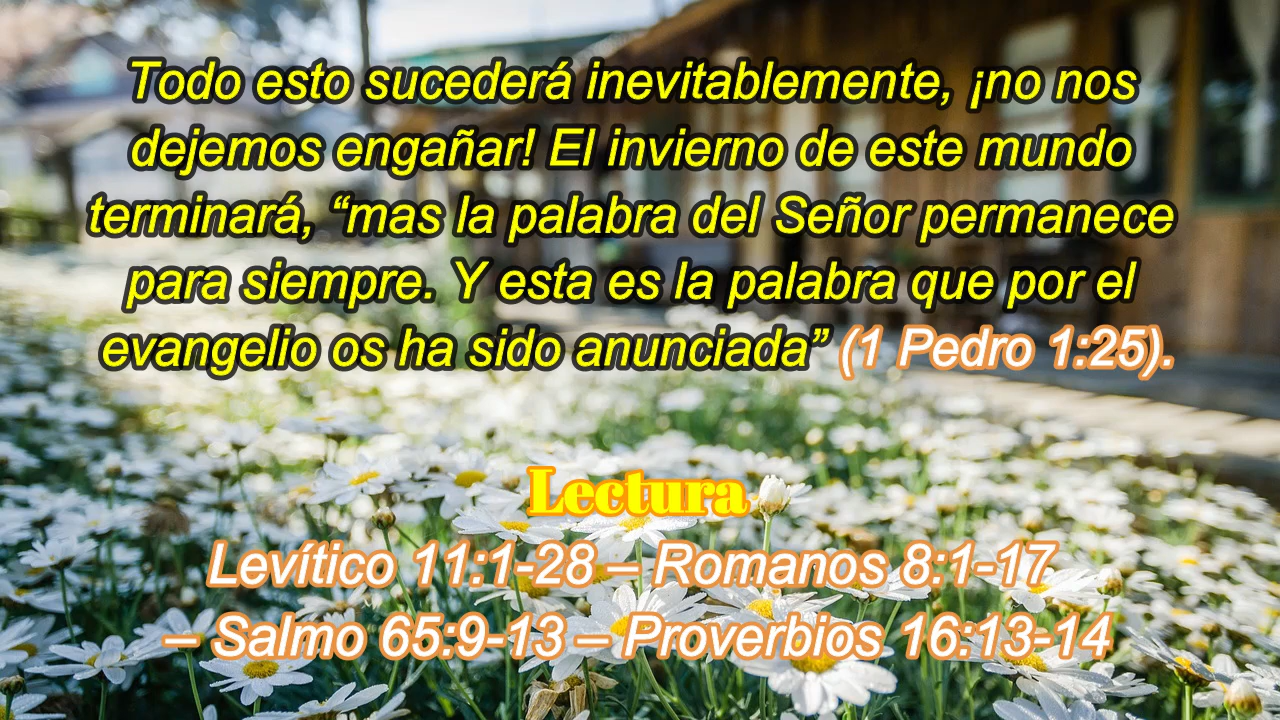 Todo esto sucederá inevitablemente, ¡no nos
dejemos engañar! El invierno de este mundo
terminará, “mas la palabra del Señor permanece
para siempre. Y esta es la palabra que por el
evangelio os ha sido anunciada” (1 Pedro 1:25).
Lectura
Levítico 11:1-28 – Romanos 8:1-17
– Salmo 65:9-13 – Proverbios 16:13-14